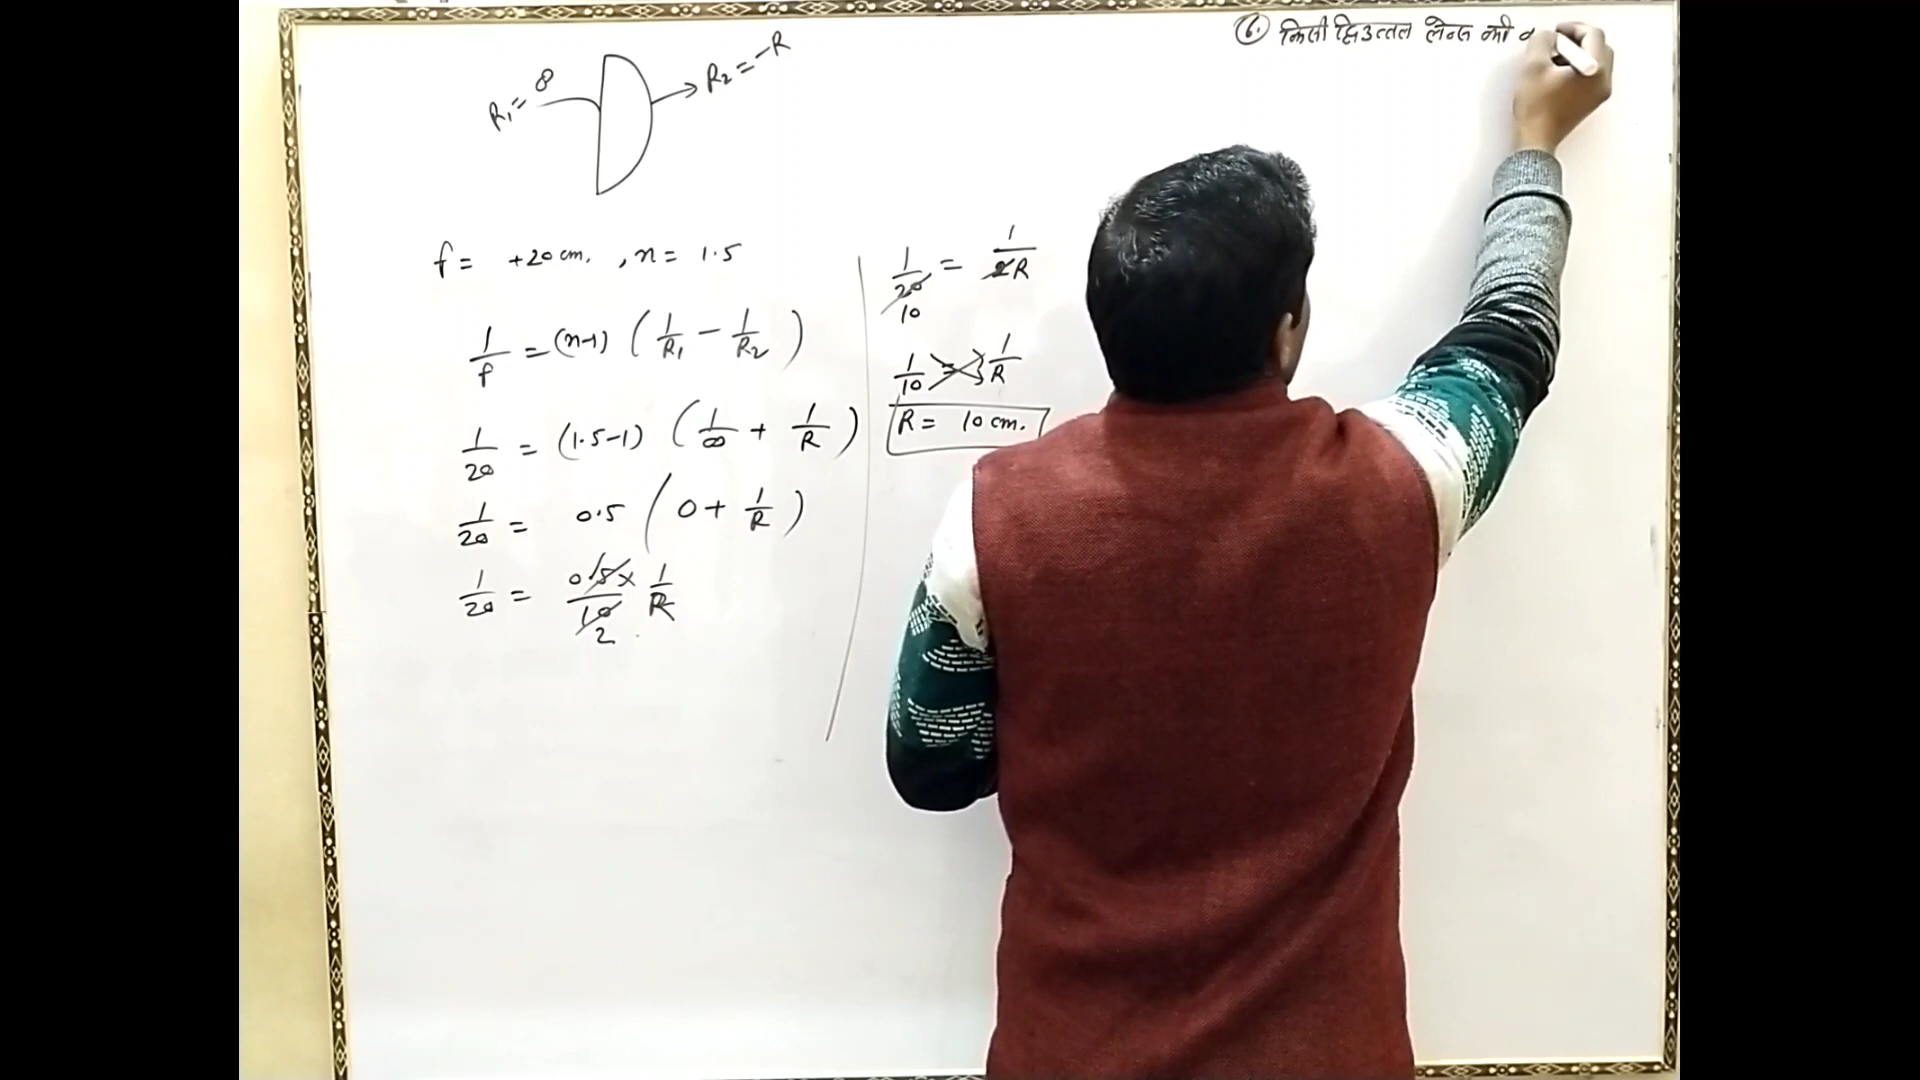 R₁ = ∞
R₂ = -R
f = +20 cm. , n = 1.5
1/f = (n-1) (1/R₁ - 1/R₂)
1/20 = (1.5-1) (1/∞ + 1/R)
1/20 = 0.5 (0 + 1/R)
1/20 = 05/10 × 1/R
2
1/20 = 1/2R
10
1/10 = 1/R
R = 10 cm.
6. किसी द्विउत्तल लेन्स की